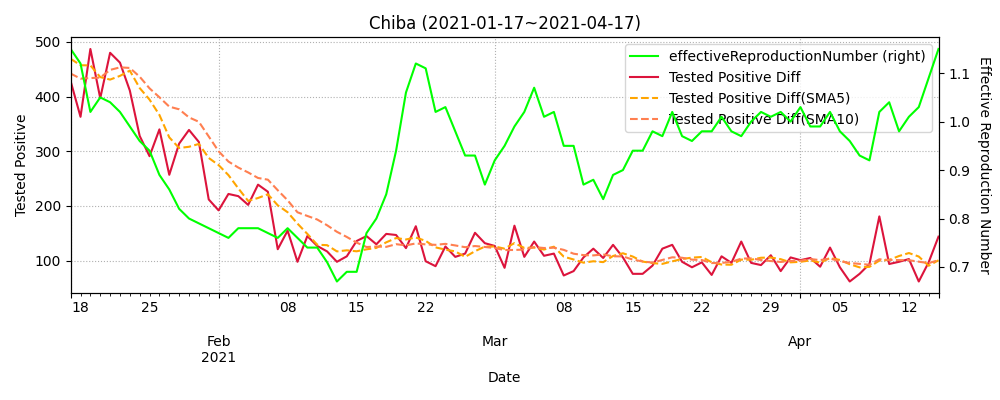 Chiba (2021-01-17~2021-04-17)
effectiveReproductionNumber (right)
Tested Positive Diff
Tested Positive Diff(SMA5)
Tested Positive Diff(SMA10)
Tested Positive
500
400
300
200
100
Effective Reproduction Number
1.1
1.0
0.9
0.8
0.7
18 25 08 15 22 08 15 22 29 05 12
Feb Mar Apr
2021
Date